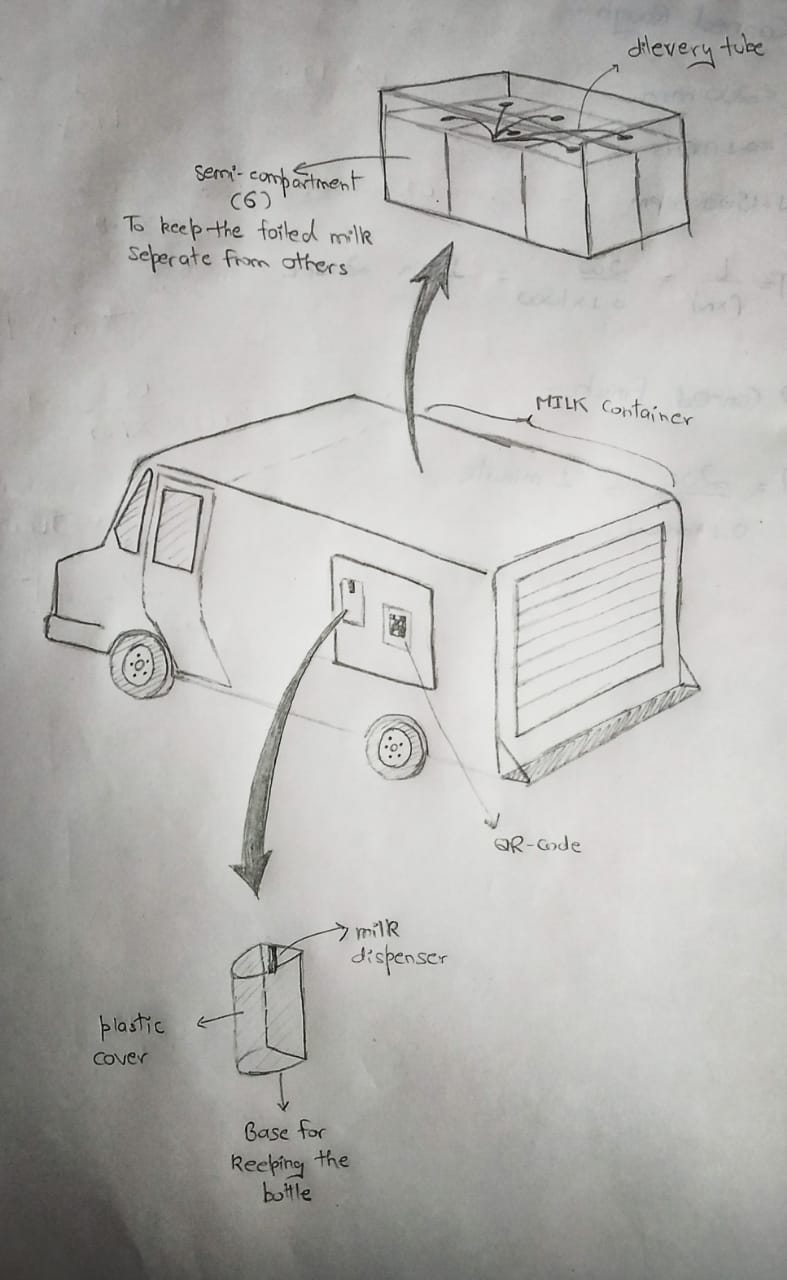 dilevery tube
semi-compartment
(6)
To keep the foiled milk
seperate from others
MILK container
QR-code
milk
dispenser
plastic
cover
Base for
keeping the
bottle